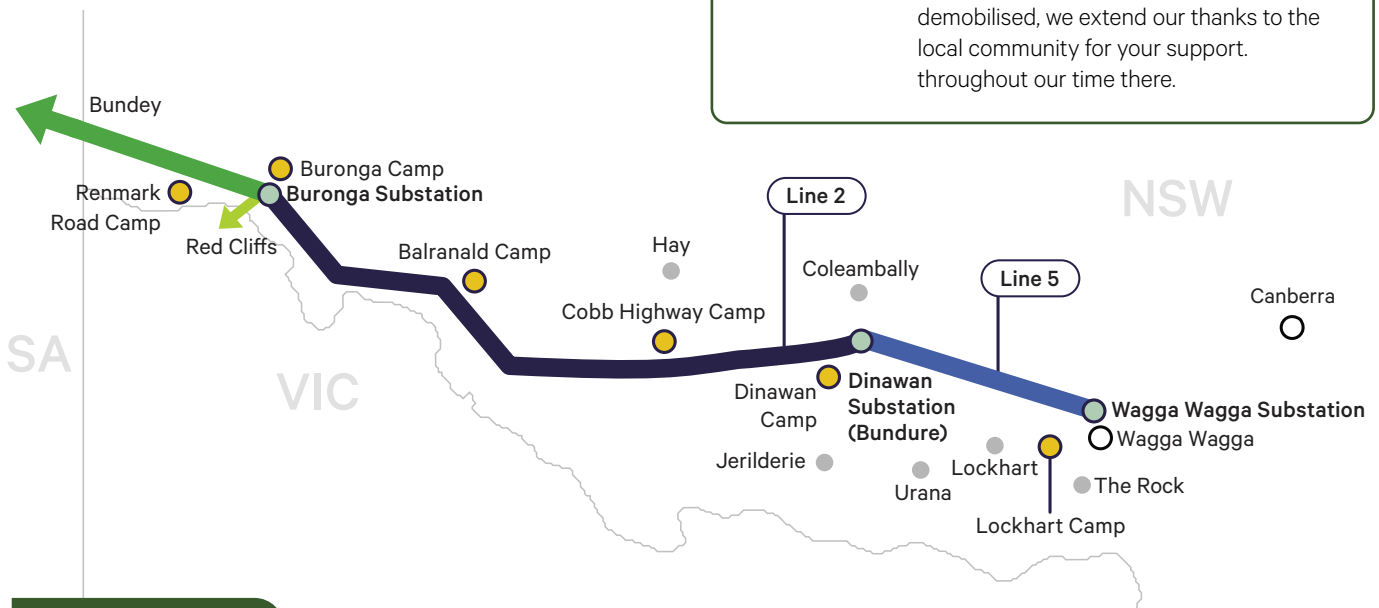 demobilised, we extend our thanks to the
local community for your support.
throughout our time there.
Bundey
Buronga Camp
Renmark
Road Camp
Buronga Substation
Red Cliffs
Balranald Camp
Hay
Line 2
NSW
Coleambally
Line 5
Canberra
Cobb Highway Camp
SA
VIC
Dinawan
Camp
Dinawan
Substation
(Bundure)
Wagga Wagga Substation
Wagga Wagga
Jerilderie
Urana
Lockhart
The Rock
Lockhart Camp